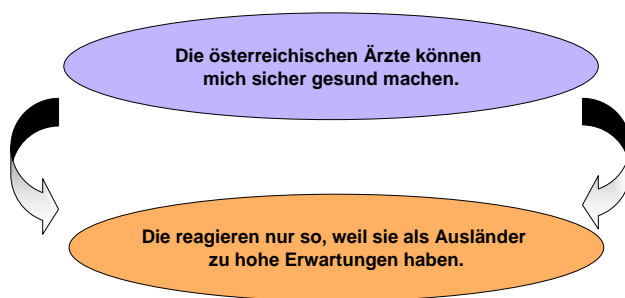 Die österreichischen Ärzte können
mich sicher gesund machen.
Die reagieren nur so, weil sie als Ausländer
zu hohe Erwartungen haben.